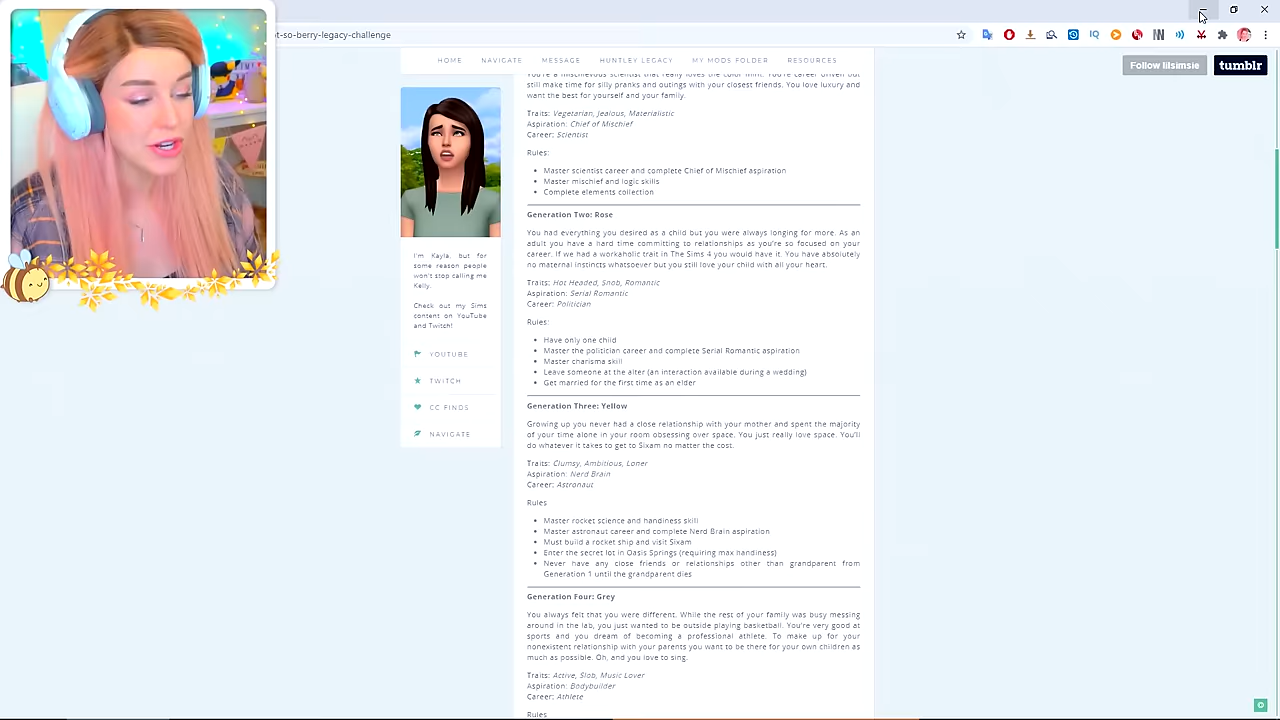 t-so-berry-legacy-challenge
HOME NAVIGATE MESSAGE HUNTLEY LEGACY MY MODS FOLDER RESOURCES
Follow lilsimsie
tumblr
I'm Kayla, but for
some reason people
won't stop calling me
Kelly.
Check out my Sims
content on YouTube
and Twitch!
YOUTUBE
TWITCH
CC FINDS
NAVIGATE
You're a mischievous scientist that really loves the color mint. You're career driven but
still make time for silly pranks and outings with your closest friends. You love luxury and
want the best for yourself and your family.
Traits: Vegetarian, Jealous, Materialistic
Aspiration: Chief of Mischief
Career: Scientist
Rules:
Master scientist career and complete Chief of Mischief aspiration
Master mischief and logic skills
Complete elements collection
Generation Two: Rose
You had everything you desired as a child but you were always longing for more. As an
adult you have a hard time committing to relationships as you're so focused on your
career. If we had a workaholic trait in The Sims 4 you would have it. You have absolutely
no maternal instincts whatsoever but you still love your child with all your heart.
Traits: Hot Headed, Snob, Romantic
Aspiration: Serial Romantic
Career: Politician
Rules:
Have only one child
Master the politician career and complete Serial Romantic aspiration
Master charisma skill
Leave someone at the alter (an interaction available during a wedding)
Get married for the first time as an elder
Generation Three: Yellow
Growing up you never had a close relationship with your mother and spent the majority
of your time alone in your room obsessing over space. You just really love space. You'll
do whatever it takes to get to Sixam no matter the cost.
Traits: Clumsy, Ambitious, Loner
Aspiration: Nerd Brain
Career: Astronaut
Rules
Master rocket science and handiness skill
Master astronaut career and complete Nerd Brain aspiration
Must build a rocket ship and visit Sixam
Enter the secret lot in Oasis Springs (requiring max handiness)
Never have any close friends or relationships other than grandparent from
Generation 1 until the grandparent dies
Generation Four: Grey
You always felt that you were different. While the rest of your family was busy messing
around in the lab, you just wanted to be outside playing basketball. You're very good at
sports and you dream of becoming a professional athlete. To make up for your
nonexistent relationship with your parents you want to be there for your own children as
much as possible. Oh, and you love to sing.
Traits: Active, Slob, Music Lover
Aspiration: Bodybuilder
Career: Athlete
Rules